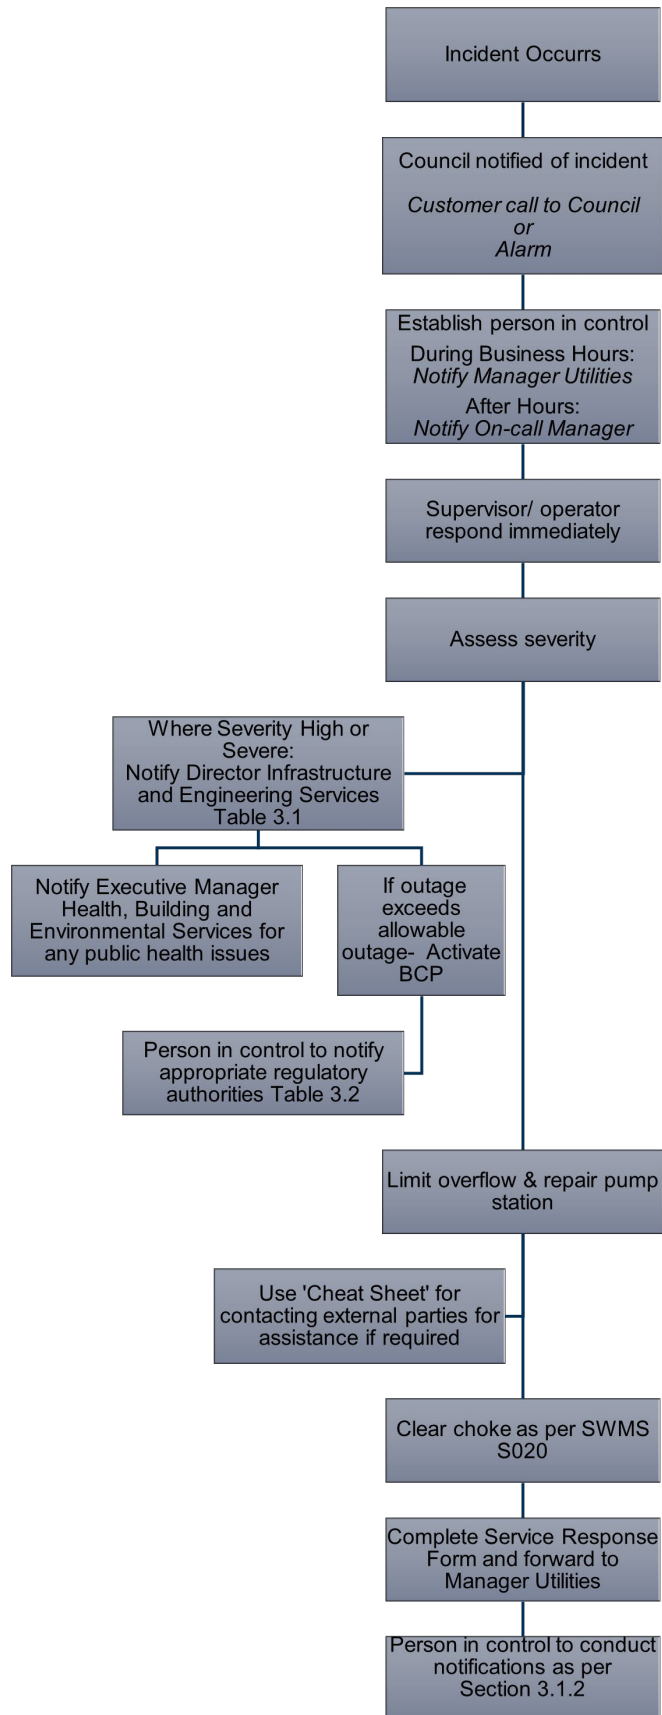 Incident Occurrs
Council notified of incident
Customer call to Council
or
Alarm
Establish person in control
During Business Hours:
Notify Manager Utilities
After Hours:
Notify On-call Manager
Supervisor/ operator
respond immediately
Assess severity
Where Severity High or
Severe:
Notify Director Infrastructure
and Engineering Services
Table 3.1
Notify Executive Manager
Health, Building and
Environmental Services for
any public health issues
If outage
exceeds
allowable
outage- Activate
BCP
Person in control to notify
appropriate regulatory
authorities Table 3.2
Limit overflow & repair pump
station
Use 'Cheat Sheet' for
contacting external parties for
assistance if required
Clear choke as per SWMS
S020
Complete Service Response
Form and forward to
Manager Utilities
Person in control to conduct
notifications as per
Section 3.1.2